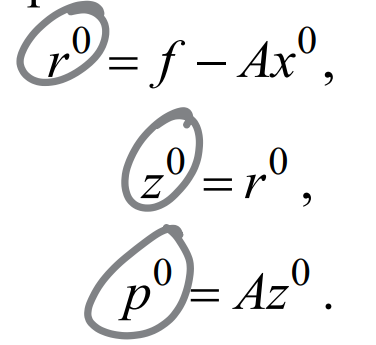 r⁰ = f − Ax⁰,
z⁰ = r⁰,
p⁰ = Az⁰.